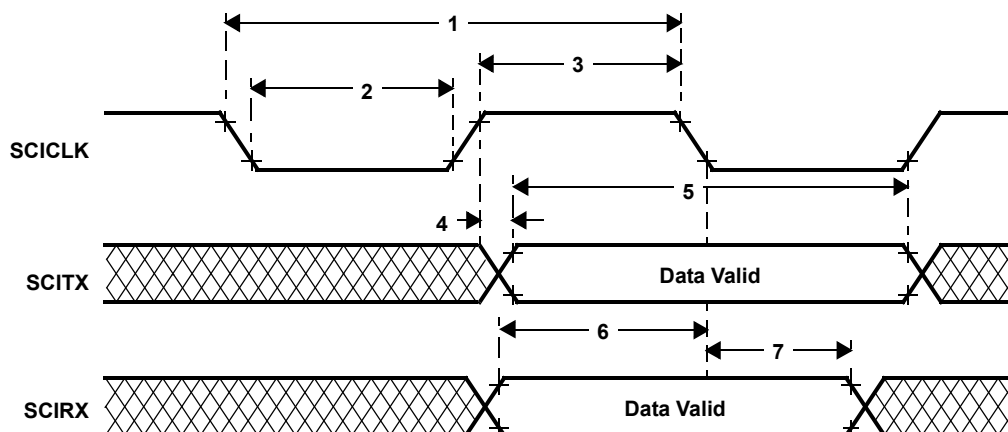 1
2
3
SCICLK
4
5
SCITX
Data Valid
6
7
SCIRX
Data Valid